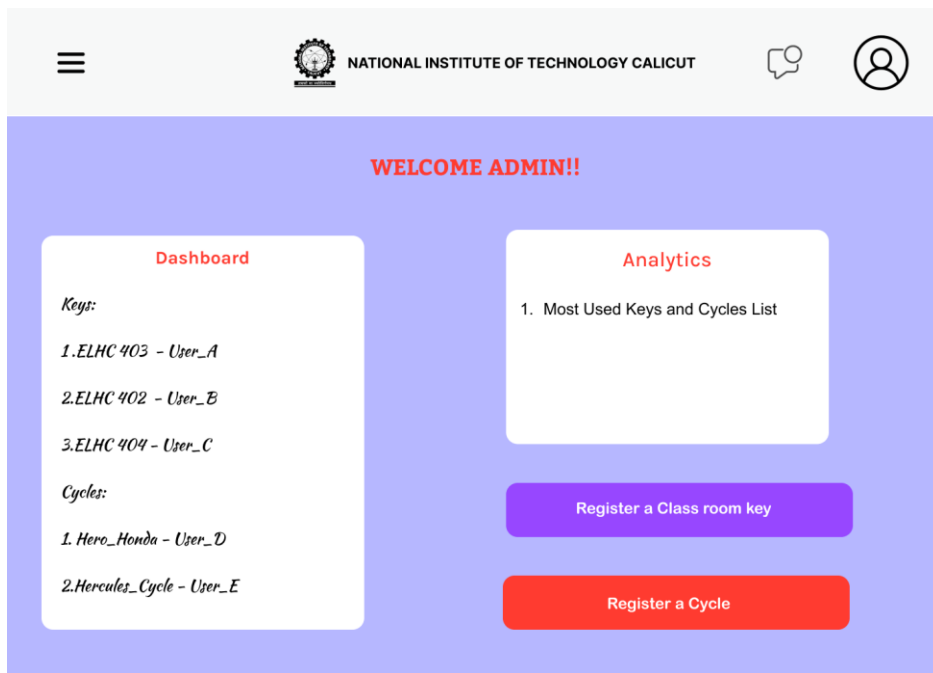 NATIONAL INSTITUTE OF TECHNOLOGY CALICUT
WELCOME ADMIN!!
Dashboard
Keys:
1.ELHC 403 - User_A
2.ELHC 402 - User_B
3.ELHC 404 - User_C
Cycles:
1. Hero_Honda - User_D
2.Hercules_Cycle - User_E
Analytics
1. Most Used Keys and Cycles List
Register a Class room key
Register a Cycle